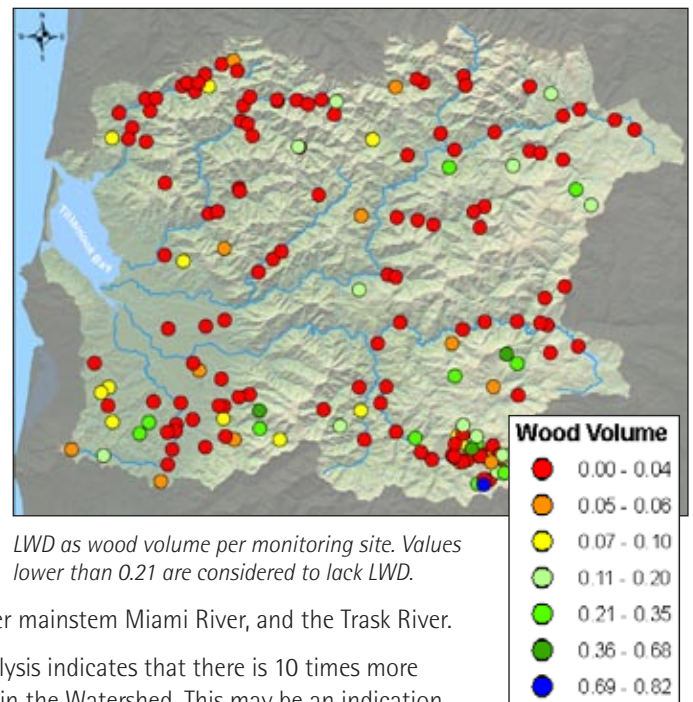 N
TILLAMOOK BAY
Wood Volume
0.00 - 0.04
0.05 - 0.06
0.07 - 0.10
0.11 - 0.20
0.21 - 0.35
0.36 - 0.68
0.69 - 0.82
LWD as wood volume per monitoring site. Values
lower than 0.21 are considered to lack LWD.
er mainstem Miami River, and the Trask River.
alysis indicates that there is 10 times more
in the Watershed. This may be an indication